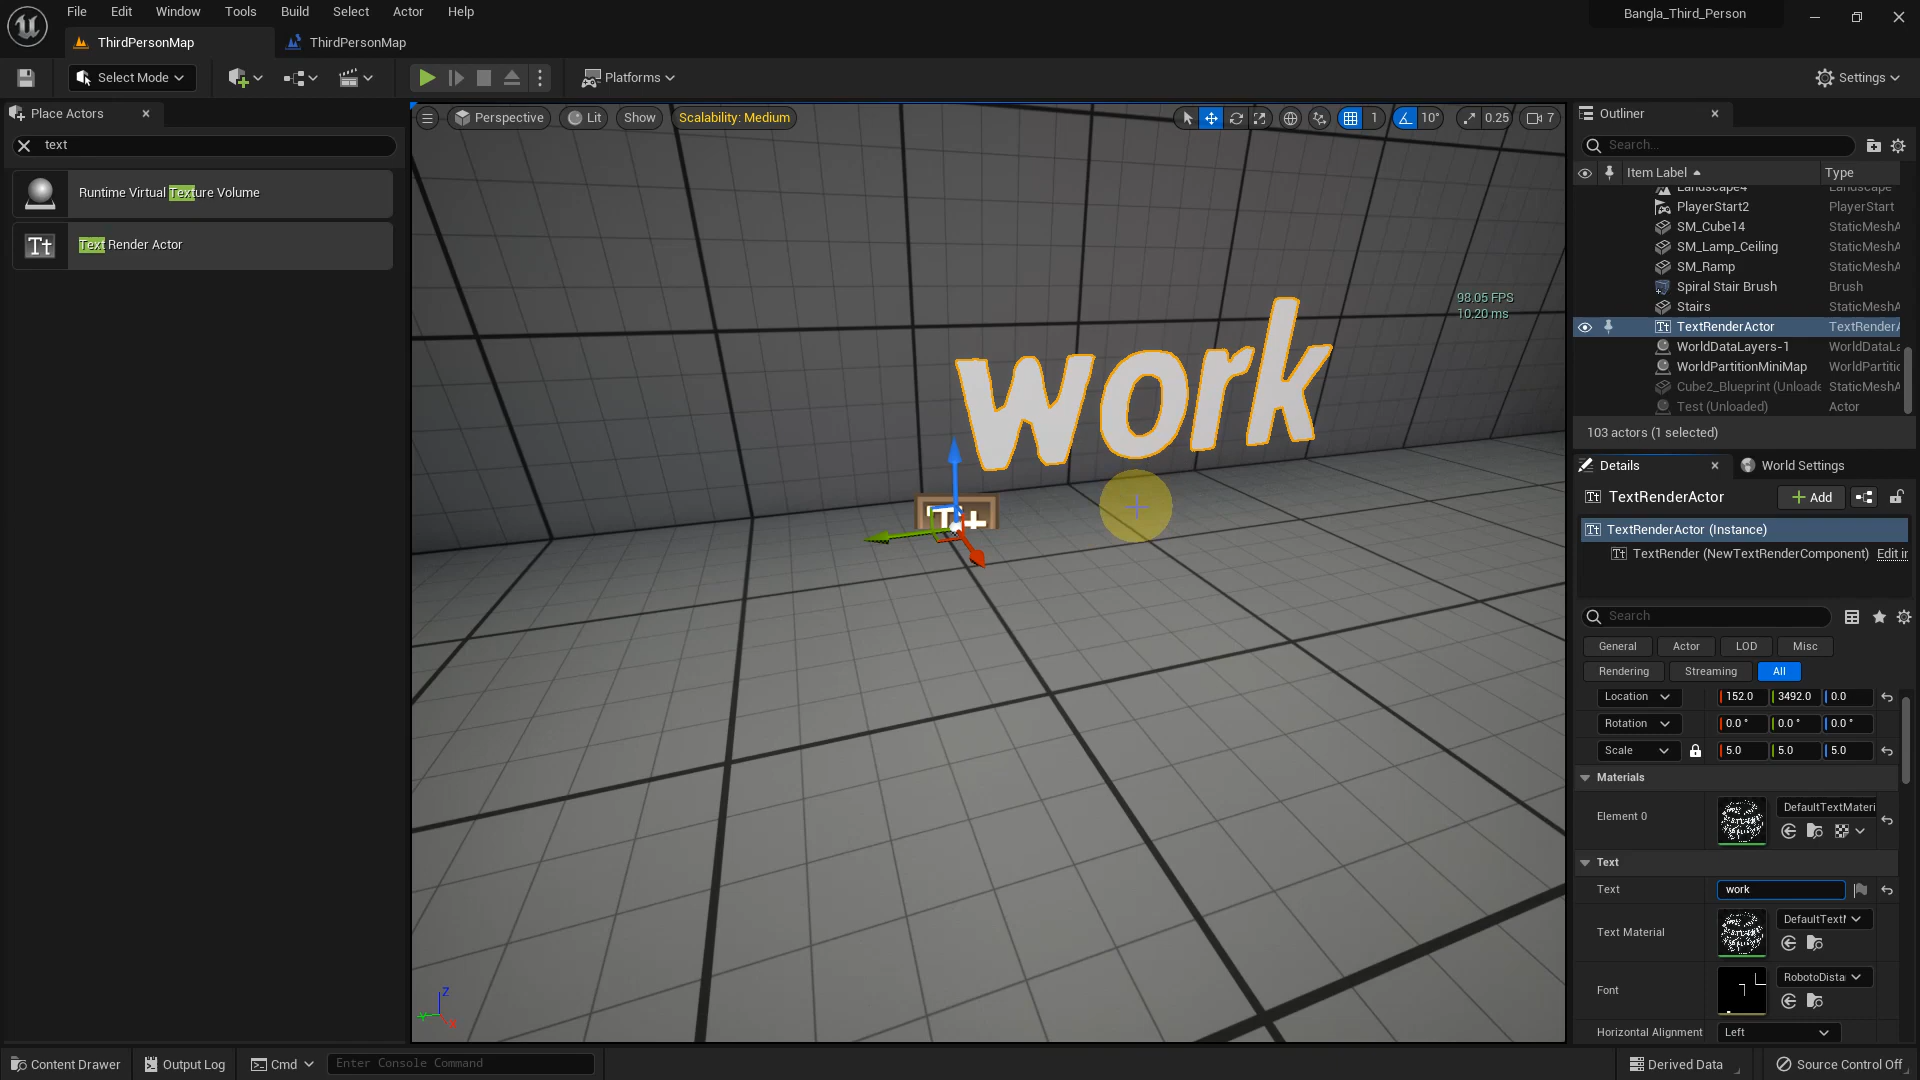 File Edit Window Tools Build Select Actor Help
Bangla_Third_Person
ThirdPersonMap
ThirdPersonMap
Select Mode
Platforms
Settings
Place Actors
text
Runtime Virtual Texture Volume
Text Render Actor
Perspective
Lit
Show
Scalability: Medium
1
10°
0.25
7
98.05 FPS
10.20 ms
work
Outliner
Search...
Item Label
Type
Landscape4 Landscape
PlayerStart2 PlayerStart
SM_Cube14 StaticMeshA
SM_Lamp_Ceiling StaticMeshA
SM_Ramp StaticMeshA
Spiral Stair Brush Brush
Stairs StaticMeshA
TextRenderActor TextRenderA
WorldDataLayers-1 WorldDataLa
WorldPartitionMiniMap WorldPartitic
Cube2_Blueprint (Unloade StaticMeshA
Test (Unloaded) Actor
103 actors (1 selected)
Details
World Settings
TextRenderActor
Add
TextRenderActor (Instance)
TextRender (NewTextRenderComponent) Edit in
Search
General Actor LOD Misc
Rendering Streaming All
Location 152.0 3492.0 0.0
Rotation 0.0 ° 0.0 ° 0.0 °
Scale 5.0 5.0 5.0
Materials
Element 0
DefaultTextMateri
Text
Text work
Text Material
DefaultTextM
Font
RobotoDista
Horizontal Alignment Left
Z
Content Drawer
Output Log
Cmd
Enter Console Command
Derived Data
Source Control Off